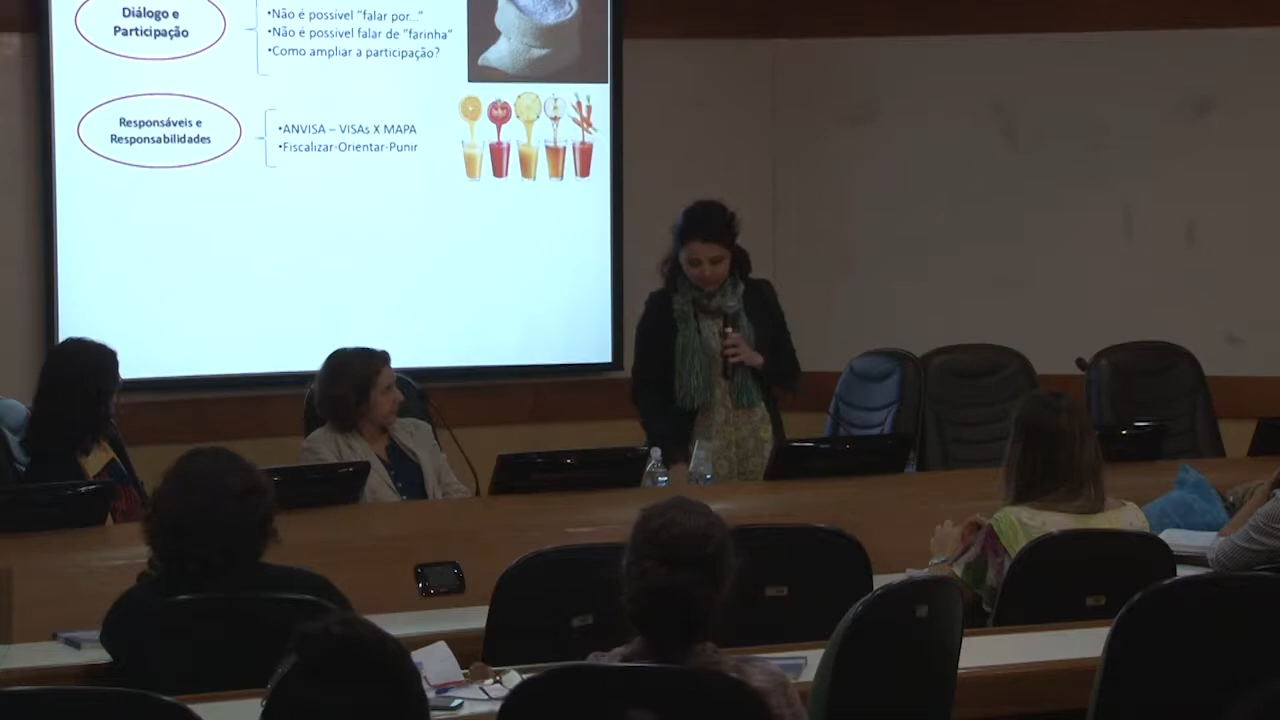 Diálogo e
Participação
•Não é possível “falar por...”
•Não é possível falar de “farinha”
•Como ampliar a participação?
Responsáveis e
Responsabilidades
•ANVISA – VISAs X MAPA
•Fiscalizar-Orientar-Punir